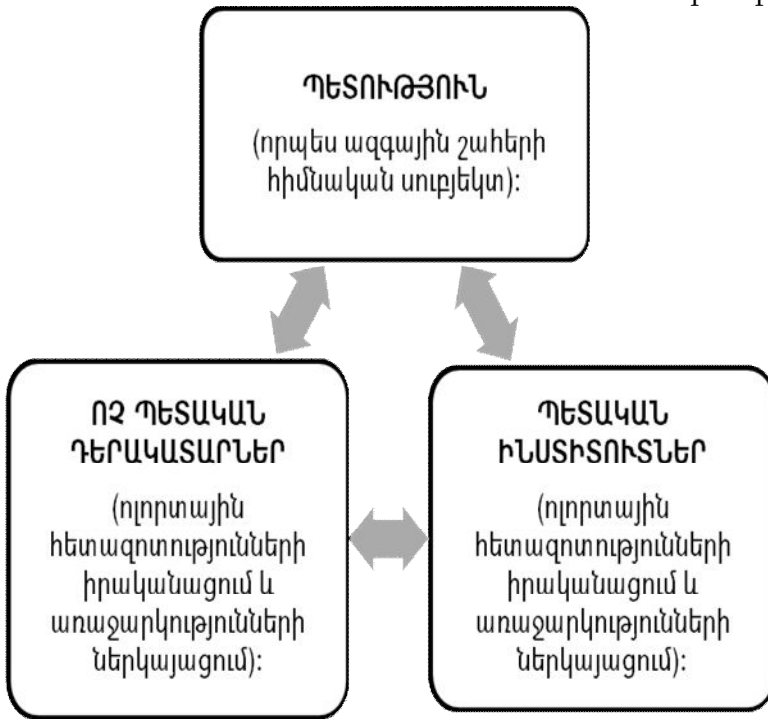 ՊԵՏՈՒԹՅՈՒՆ
(որպես ազգային շահերի
հիմնական սուբյեկտ):
ՈՉ ՊԵՏԱԿԱՆ
ԴԵՐԱԿԱՏԱՐՆԵՐ
(ոլորտային
հետազոտությունների
իրականացում և
առաջարկությունների
ներկայացում):
ՊԵՏԱԿԱՆ
ԻՆՍՏԻՏՈՒՏՆԵՐ
(ոլորտային
հետազոտությունների
իրականացում և
առաջարկությունների
ներկայացում):